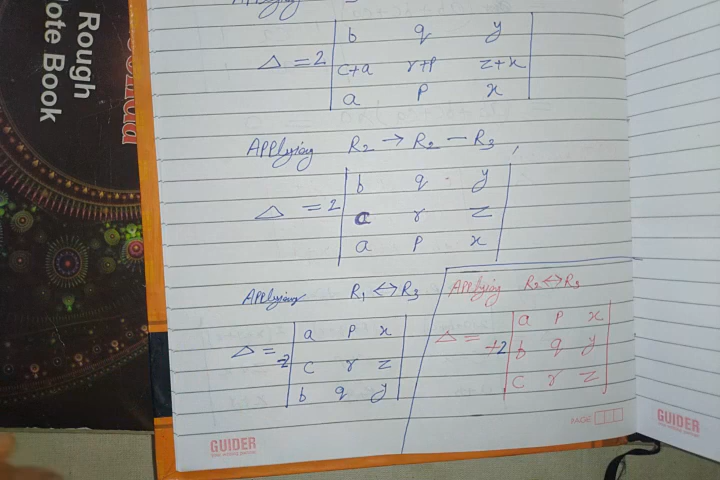 Rough
Note Book
Δ = 2 | b q y |
| c+a r+p z+x |
| a p x |
Applying R₂ → R₂ - R₃,
Δ = 2 | b q y |
| c r z |
| a p x |
Applying R₁ ↔ R₃
Δ = -2 | a p x |
| c r z |
| b q y |
Applying R₂ ↔ R₃
Δ = +2 | a p x |
| b q y |
| c r z |
PAGE
GUIDER
GUIDER